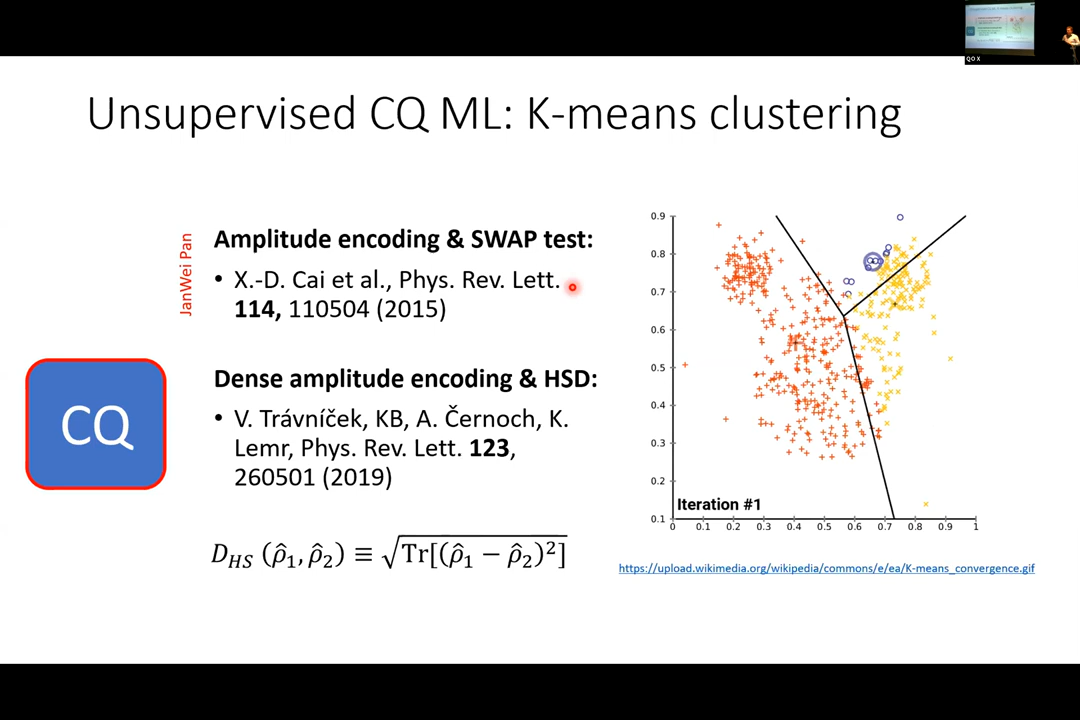 QO X
Unsupervised CQ ML: K-means clustering
JanWei Pan
Amplitude encoding & SWAP test:
• X.-D. Cai et al., Phys. Rev. Lett.
114, 110504 (2015)
Dense amplitude encoding & HSD:
• V. Trávníček, KB, A. Černoch, K.
Lemr, Phys. Rev. Lett. 123,
260501 (2019)
CQ
D_HS (ρ̂₁, ρ̂₂) ≡ √Tr[(ρ̂₁ − ρ̂₂)²]
0.9
0.8
0.7
0.6
0.5
0.4
0.3
0.2
0.1
Iteration #1
0 0.1 0.2 0.3 0.4 0.5 0.6 0.7 0.8 0.9 1
https://upload.wikimedia.org/wikipedia/commons/e/ea/K-means_convergence.gif